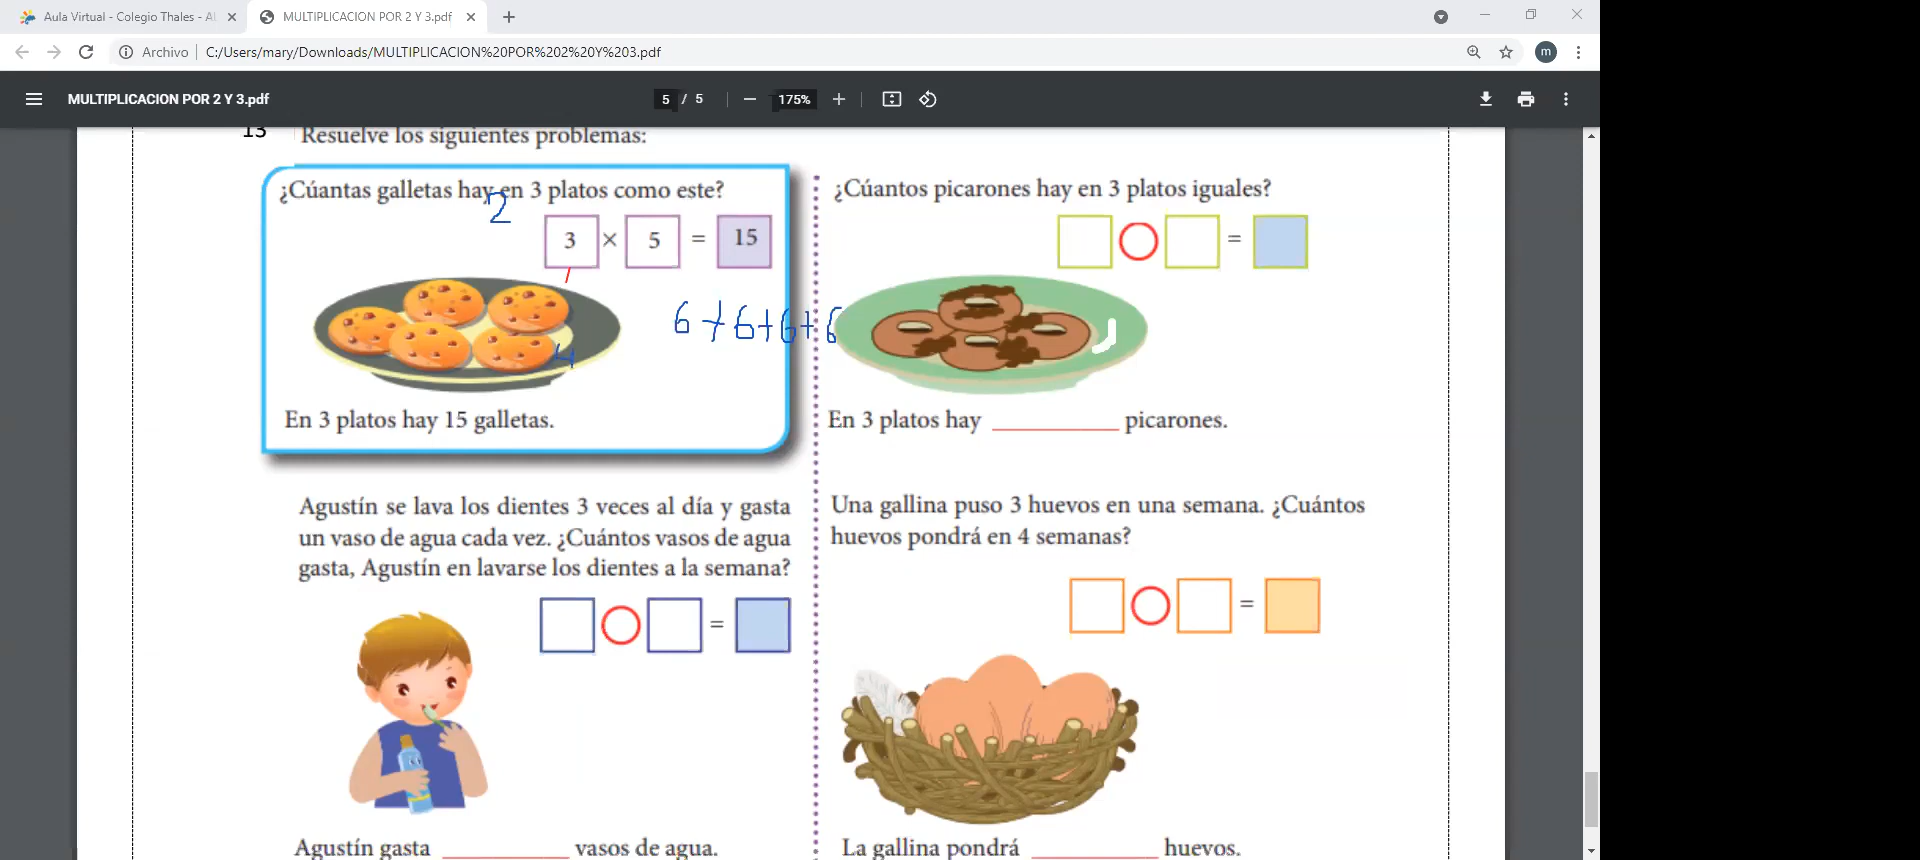 Aula Virtual - Colegio Thales - Al
MULTIPLICACION POR 2 Y 3.pdf
Archivo
C:/Users/mary/Downloads/MULTIPLICACION%20POR%202%20Y%203.pdf
m
MULTIPLICACION POR 2 Y 3.pdf
5 / 5
175%
13 Resuelve los siguientes problemas:
¿Cúantas galletas hay en 3 platos como este?
2
3 × 5 = 15
6+6+6+6
4
En 3 platos hay 15 galletas.
¿Cúantos picarones hay en 3 platos iguales?
=
En 3 platos hay __________ picarones.
Agustín se lava los dientes 3 veces al día y gasta
un vaso de agua cada vez. ¿Cuántos vasos de agua
gasta, Agustín en lavarse los dientes a la semana?
=
Agustín gasta __________ vasos de agua.
Una gallina puso 3 huevos en una semana. ¿Cuántos
huevos pondrá en 4 semanas?
=
La gallina pondrá __________ huevos.